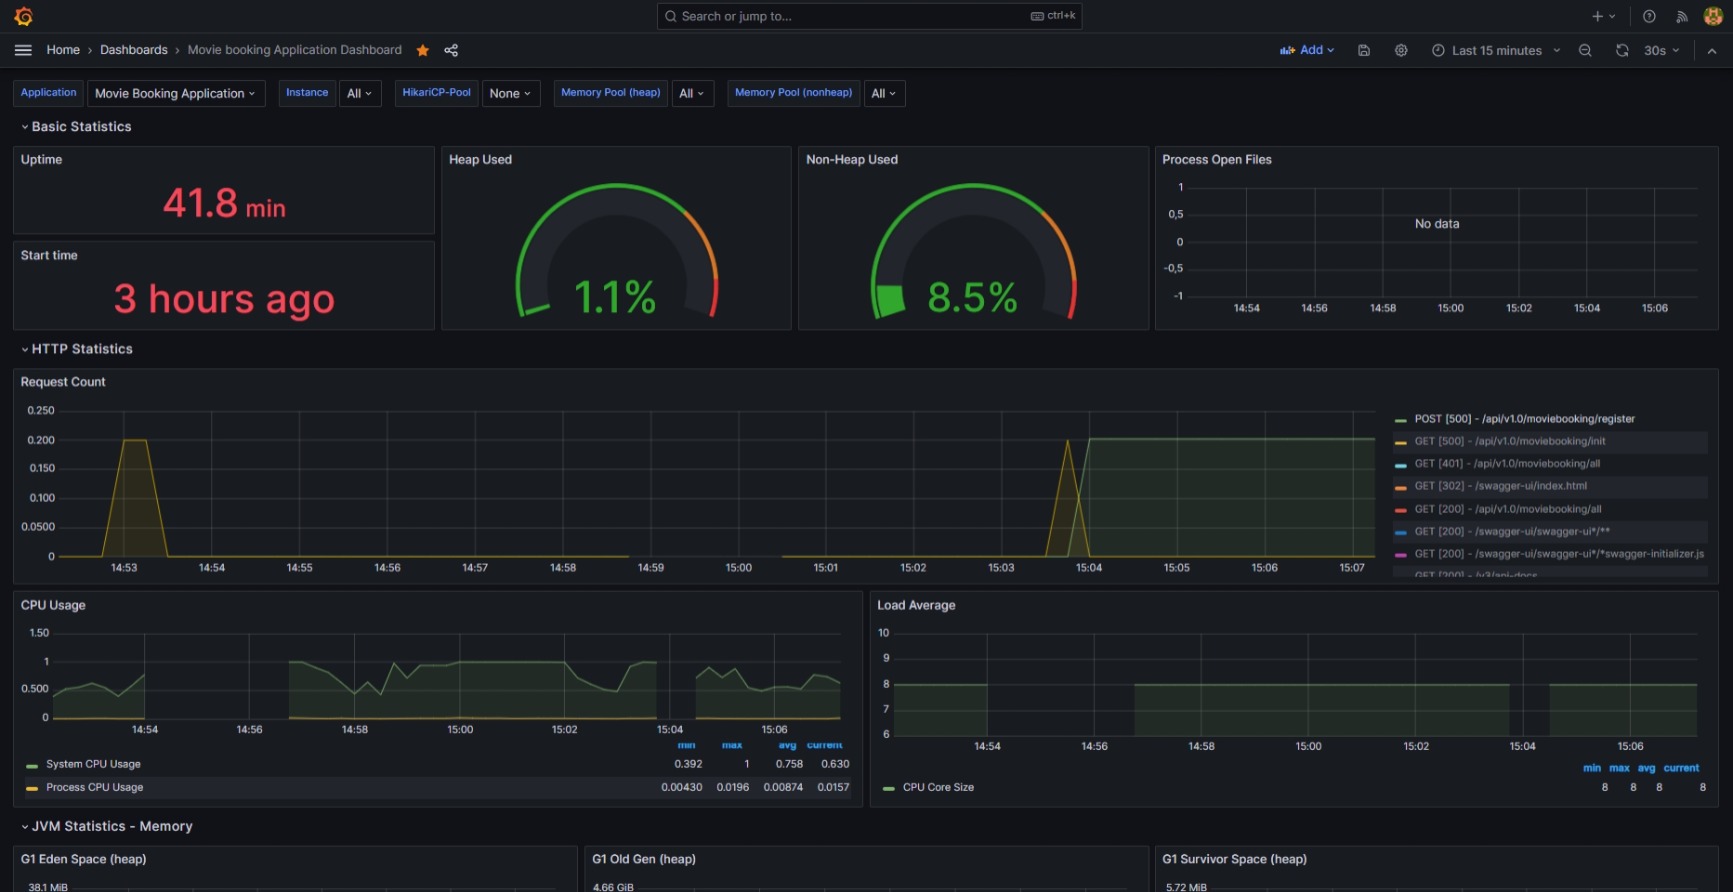 Search or jump to...
ctrl+k
Home › Dashboards › Movie booking Application Dashboard
Add
Last 15 minutes
30s
Application Movie Booking Application
Instance All
HikariCP-Pool None
Memory Pool (heap) All
Memory Pool (nonheap) All
Basic Statistics
Uptime
41.8 min
Start time
3 hours ago
Heap Used
1.1%
Non-Heap Used
8.5%
Process Open Files
1
0,5
0
-0,5
-1
No data
14:54 14:56 14:58 15:00 15:02 15:04 15:06
HTTP Statistics
Request Count
0.250
0.200
0.150
0.100
0.0500
0
14:53 14:54 14:55 14:56 14:57 14:58 14:59 15:00 15:01 15:02 15:03 15:04 15:05 15:06 15:07
POST [500] - /api/v1.0/moviebooking/register
GET [500] - /api/v1.0/moviebooking/init
GET [401] - /api/v1.0/moviebooking/all
GET [302] - /swagger-ui/index.html
GET [200] - /api/v1.0/moviebooking/all
GET [200] - /swagger-ui/swagger-ui*/**
GET [200] - /swagger-ui/swagger-ui*/*swagger-initializer.js
GET [200] - /v3/api-docs
CPU Usage
1.50
1
0.500
0
14:54 14:56 14:58 15:00 15:02 15:04 15:06
min max avg current
System CPU Usage 0.392 1 0.758 0.630
Process CPU Usage 0.00430 0.0196 0.00874 0.0157
Load Average
10
9
8
7
6
14:54 14:56 14:58 15:00 15:02 15:04 15:06
min max avg current
CPU Core Size 8 8 8 8
JVM Statistics - Memory
G1 Eden Space (heap)
38.1 MiB
G1 Old Gen (heap)
4.66 GiB
G1 Survivor Space (heap)
5.72 MiB